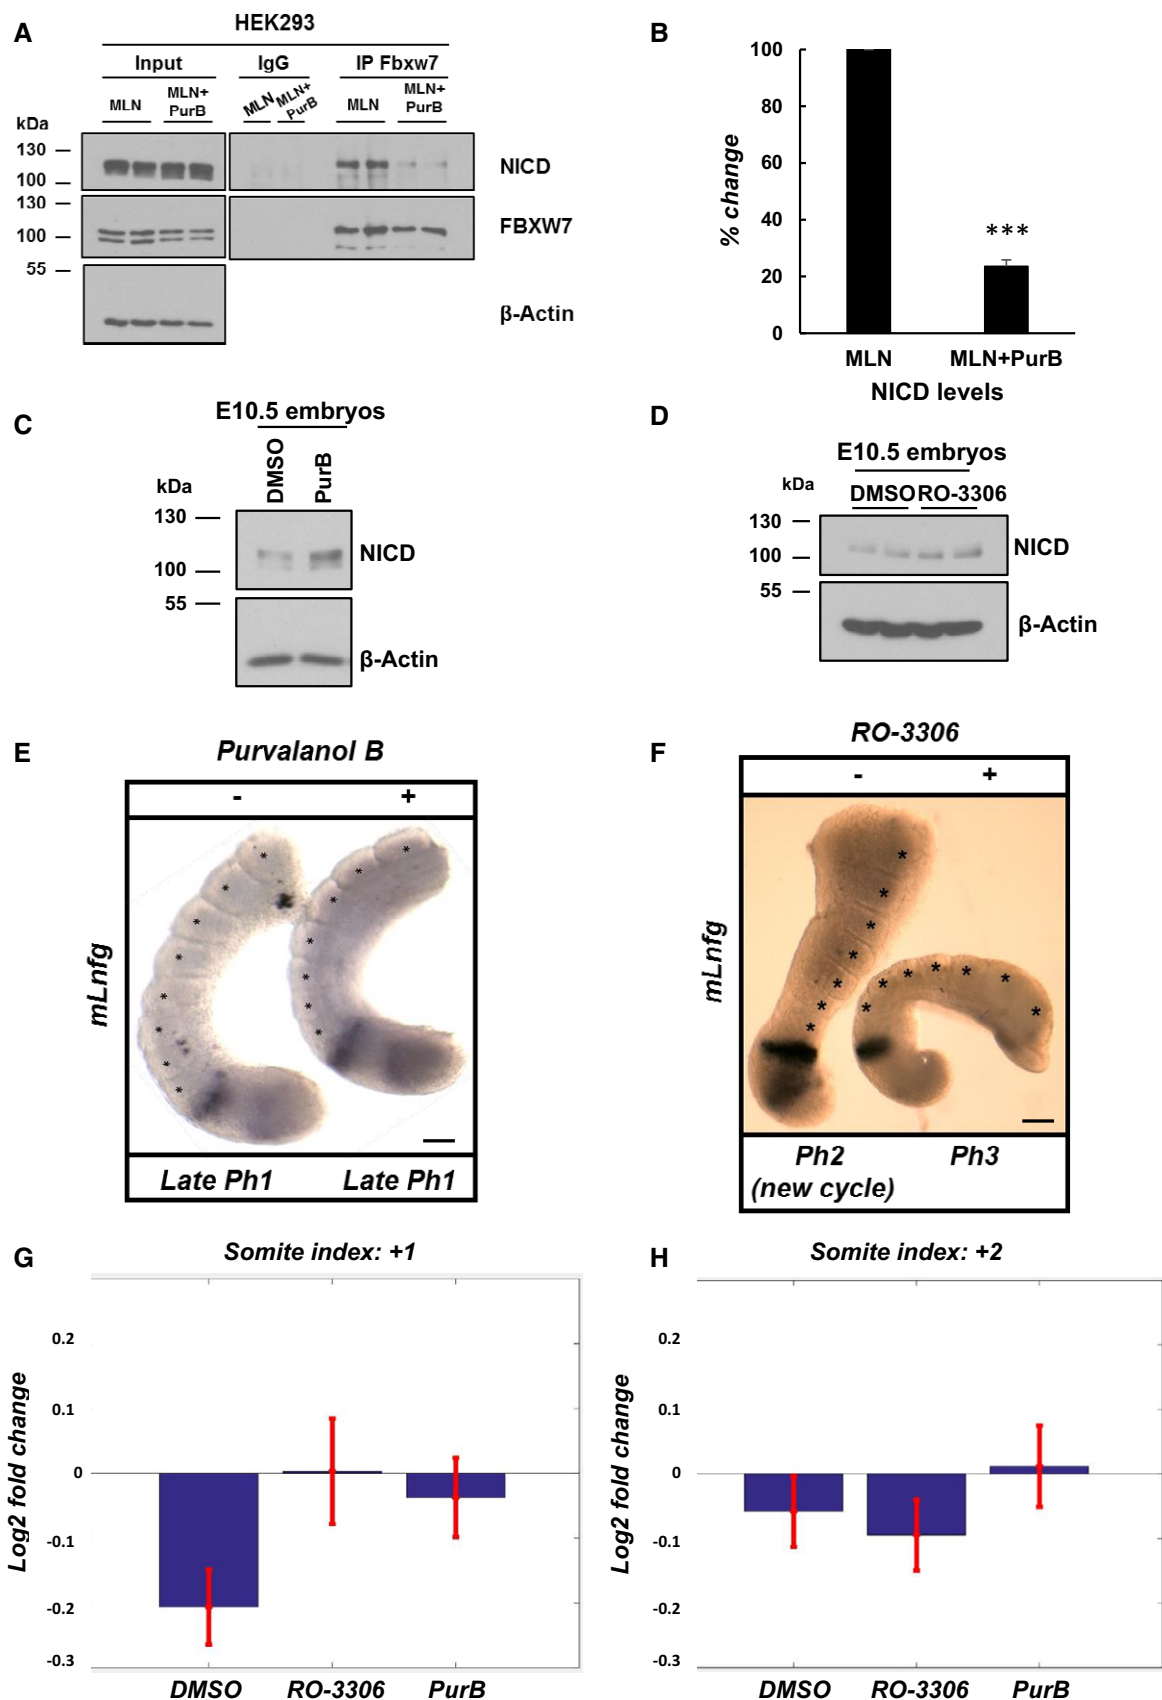 A
HEK293
Input IgG IP Fbxw7
MLN MLN+ PurB MLN MLN+ PurB MLN MLN+ PurB
kDa
130
100
NICD
130
100
FBXW7
55
β-Actin
B
% change
100
80
60
40
20
0
***
MLN MLN+PurB
NICD levels
C
E10.5 embryos
DMSO PurB
kDa
130
100
NICD
55
β-Actin
D
E10.5 embryos
kDa DMSO RO-3306
130
100
NICD
55
β-Actin
E
Purvalanol B
- +
mLnfg
* * * * * * * *
* * * * * * *
Late Ph1 Late Ph1
F
RO-3306
- +
mLnfg
* * * * * * *
* * * * * * *
Ph2 Ph3
(new cycle)
G
Somite index: +1
Log2 fold change
0.2
0.1
0
-0.1
-0.2
-0.3
DMSO RO-3306 PurB
H
Somite index: +2
Log2 fold change
0.2
0.1
0
-0.1
-0.2
-0.3
DMSO RO-3306 PurB